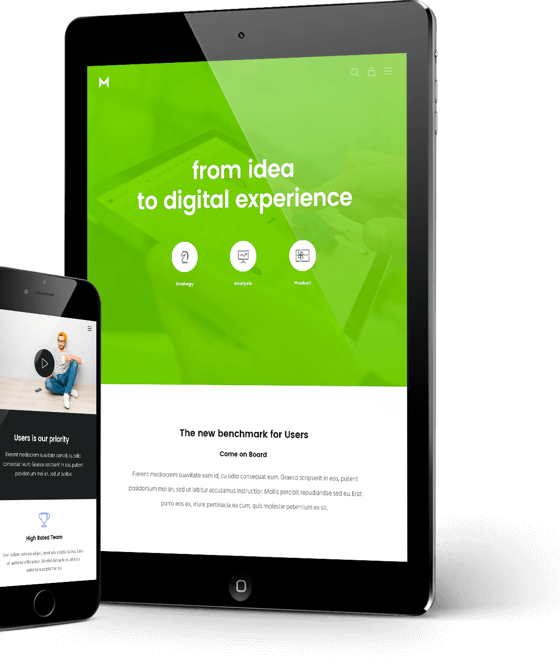 from idea
to digital experience
Strategy
Analysis
Product
The new benchmark for Users
Come on Board
Fierent mediocrem suavitate eam id, cu odio consequat eum. Graeco scripserit in eos, putent
posidonium mei an, sed ut labitur accusamus instructior. Mollis percipit repudiandae sed eu. Erat
porro eos ex, iriure pertinacia ea cum, quis molestie petentium ex sit.
Users is our priority
Fierent mediocrem suavitate eam id, cu odio
consequat eum. Graeco scripserit in eos, putent
posidonium mei an, sed ut labitur.
High Rated Team